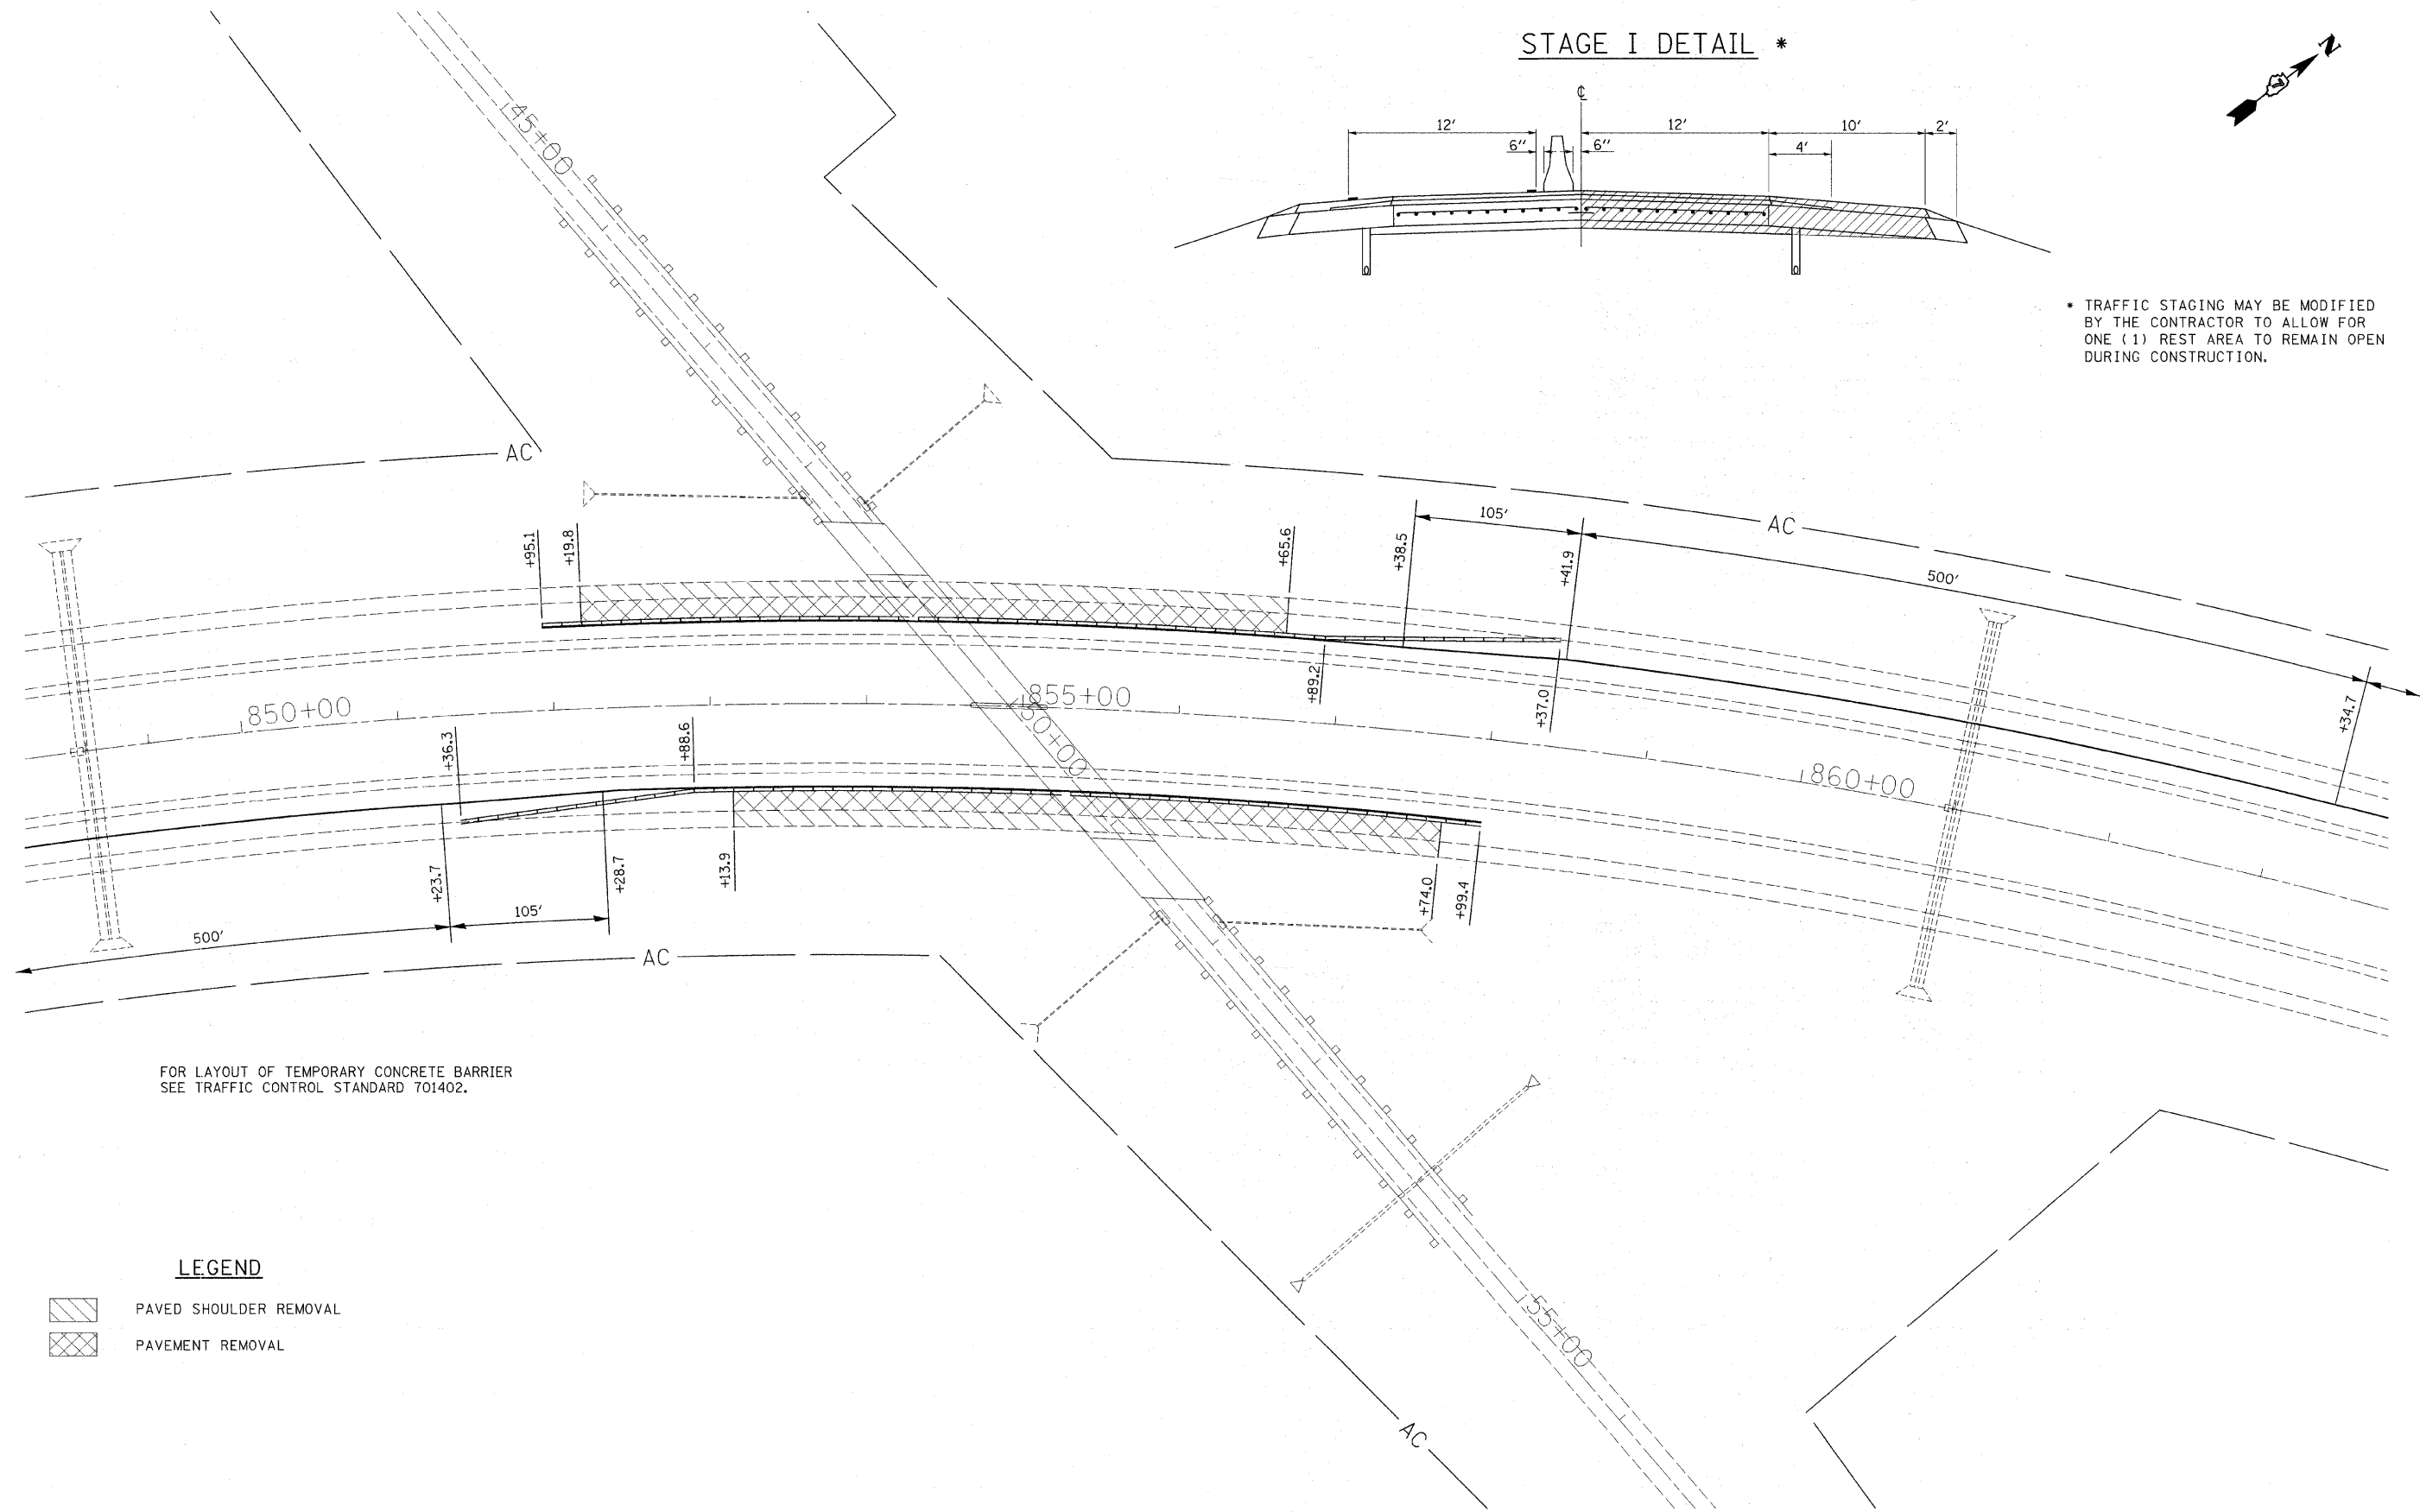 STAGE I DETAIL *
N
℄
12'
12'
10'
2'
6"
6"
4'
* TRAFFIC STAGING MAY BE MODIFIED
BY THE CONTRACTOR TO ALLOW FOR
ONE (1) REST AREA TO REMAIN OPEN
DURING CONSTRUCTION.
45+00
AC
AC
105'
500'
+95.1
+19.8
+65.6
+38.5
+41.9
+89.2
+37.0
+34.7
850+00
855+00
50+00
860+00
+36.3
+88.6
+23.7
+28.7
+13.9
+74.0
+99.4
105'
500'
AC
FOR LAYOUT OF TEMPORARY CONCRETE BARRIER
SEE TRAFFIC CONTROL STANDARD 701402.
LEGEND
PAVED SHOULDER REMOVAL
PAVEMENT REMOVAL
55+00
AC